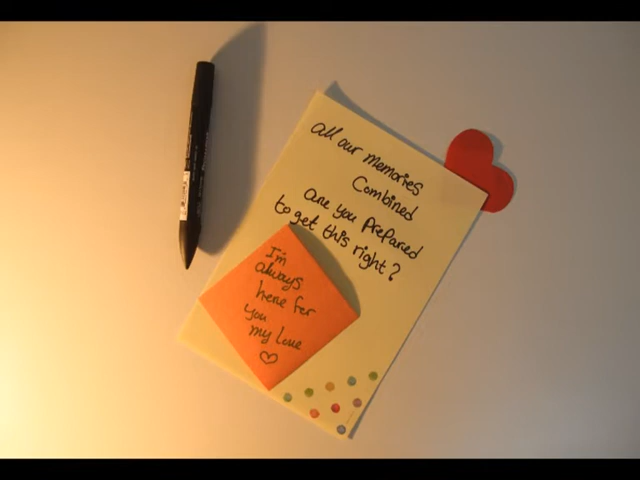 all our memories
Combined
are you prepared
to get this right?
I'm
always
here for
you
my love